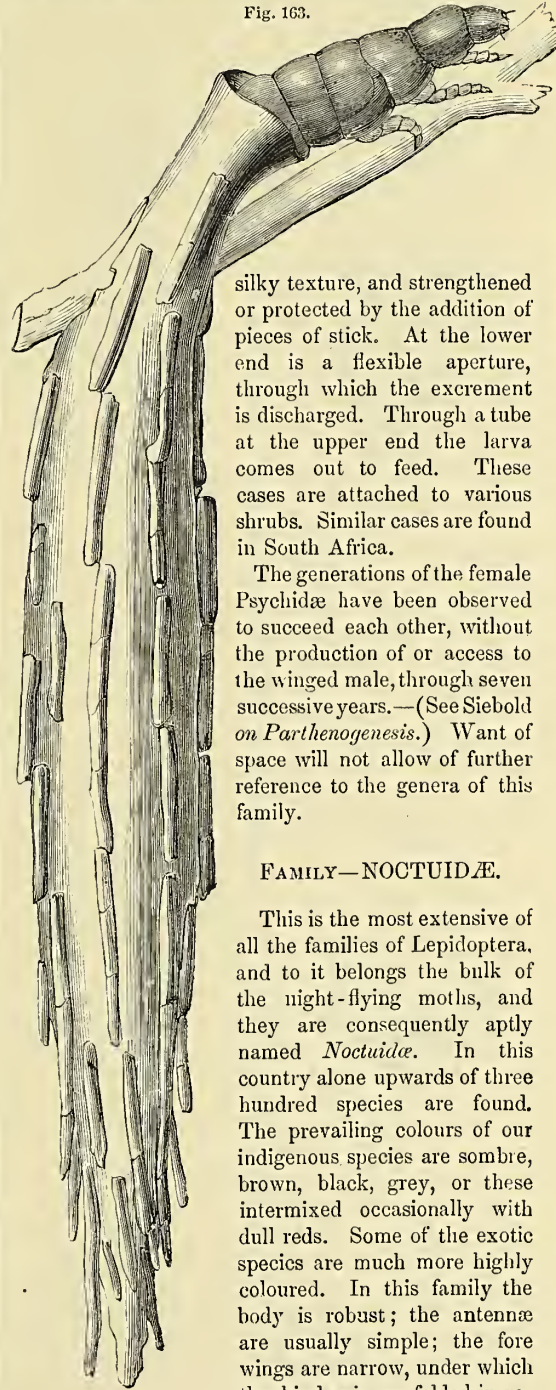 Fig. 163.
silky texture, and strengthened
or protected by the addition of
pieces of stick. At the lower
end is a flexible aperture,
through which the excrement
is discharged. Through a tube
at the upper end the larva
comes out to feed. These
cases are attached to various
shrubs. Similar cases are found
in South Africa.
The generations of the female
Psychidæ have been observed
to succeed each other, without
the production of or access to
the winged male, through seven
successive years.—(See Siebold
on Parthenogenesis.) Want of
space will not allow of further
reference to the genera of this
family.
FAMILY—NOCTUIDÆ.
This is the most extensive of
all the families of Lepidoptera,
and to it belongs the bulk of
the night-flying moths, and
they are consequently aptly
named Noctuidæ. In this
country alone upwards of three
hundred species are found.
The prevailing colours of our
indigenous species are sombre,
brown, black, grey, or these
intermixed occasionally with
dull reds. Some of the exotic
species are much more highly
coloured. In this family the
body is robust; the antennæ
are usually simple; the fore
wings are narrow, under which